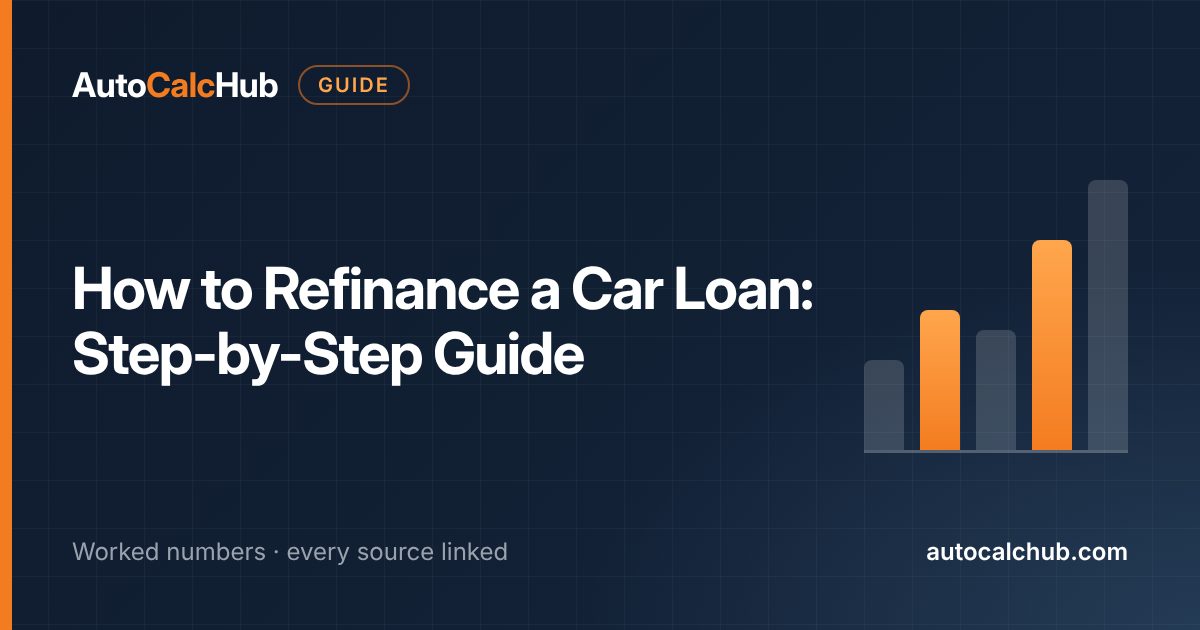 AutoCalcHub
GUIDE
How to Refinance a Car Loan:
Step-by-Step Guide
Worked numbers · every source linked
autocalchub.com